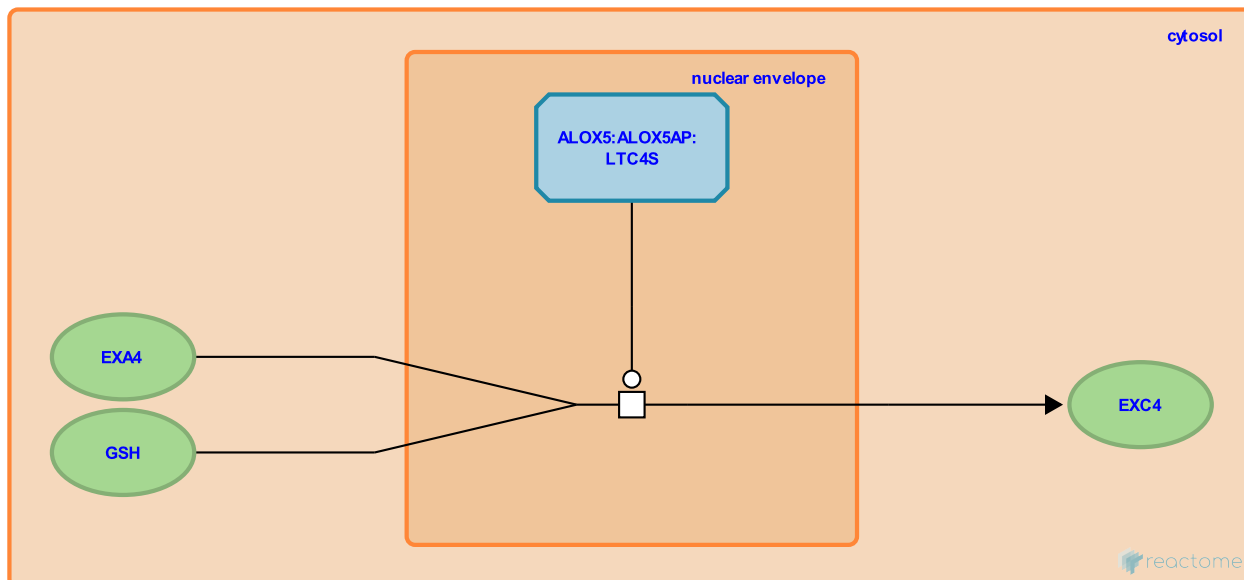 cytosol
nuclear envelope
ALOX5:ALOX5AP:
LTC4S
EXA4
EXC4
GSH
reactome